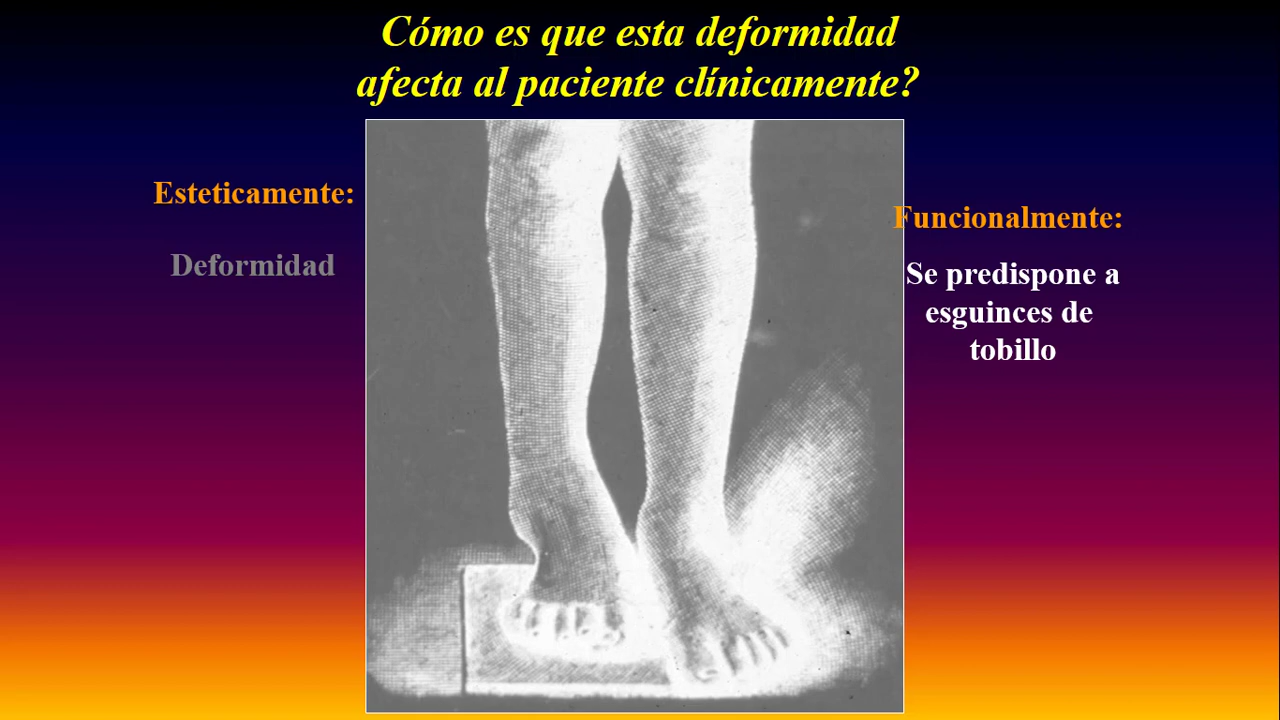 Cómo es que esta deformidad
afecta al paciente clínicamente?
Esteticamente:
Deformidad
Funcionalmente:
Se predispone a
esguinces de
tobillo